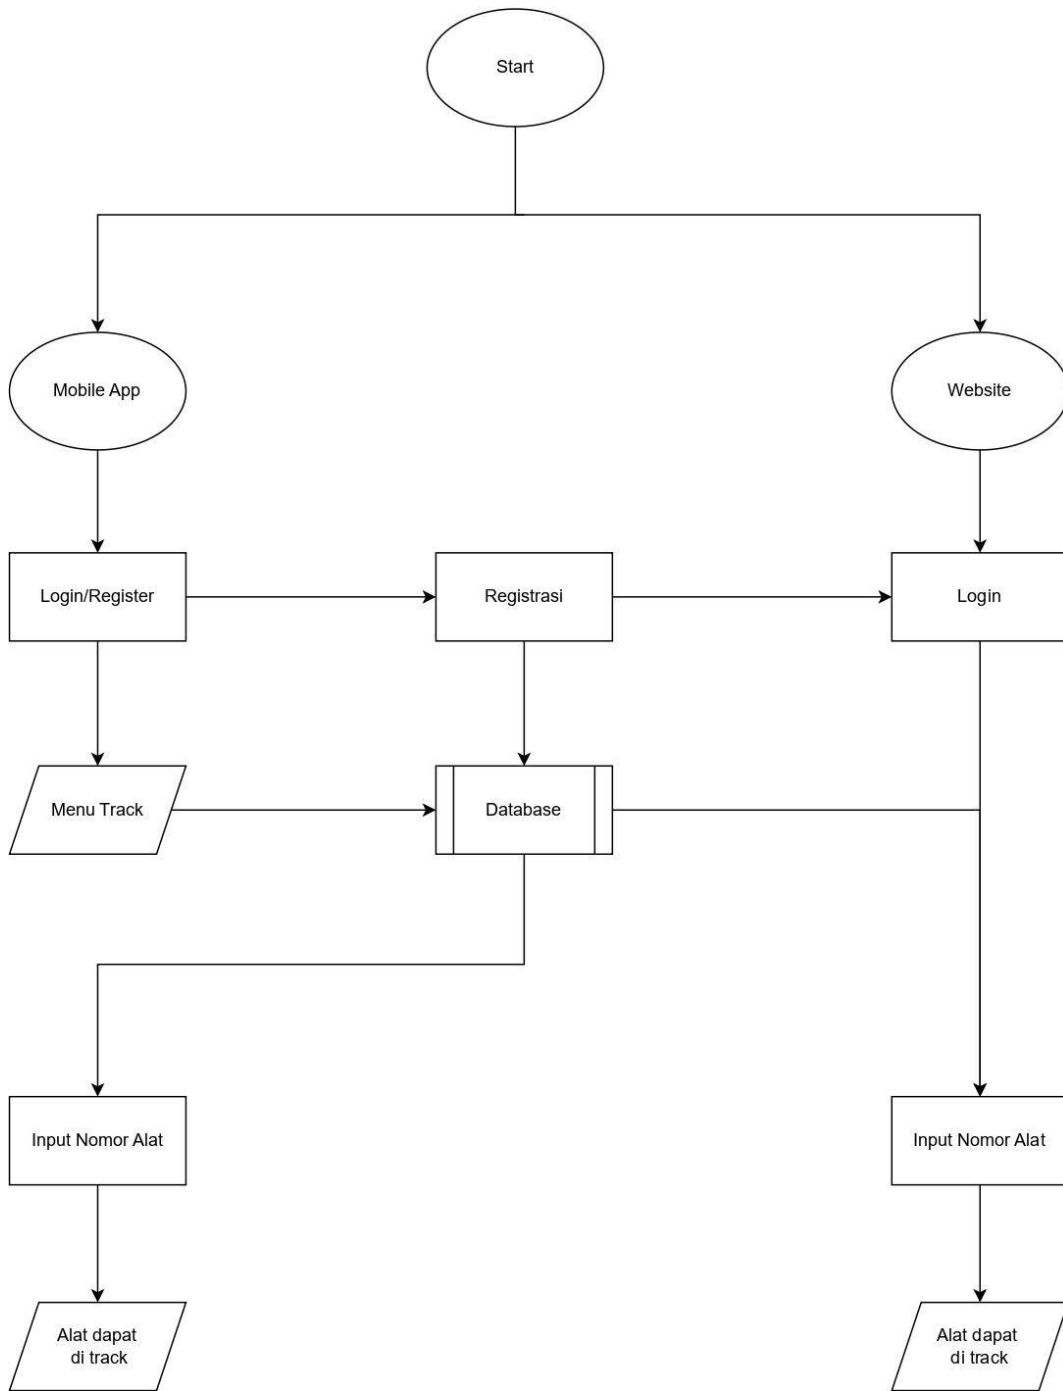 Start
Mobile App
Website
Login/Register
Registrasi
Login
Menu Track
Database
Input Nomor Alat
Input Nomor Alat
Alat dapat
di track
Alat dapat
di track